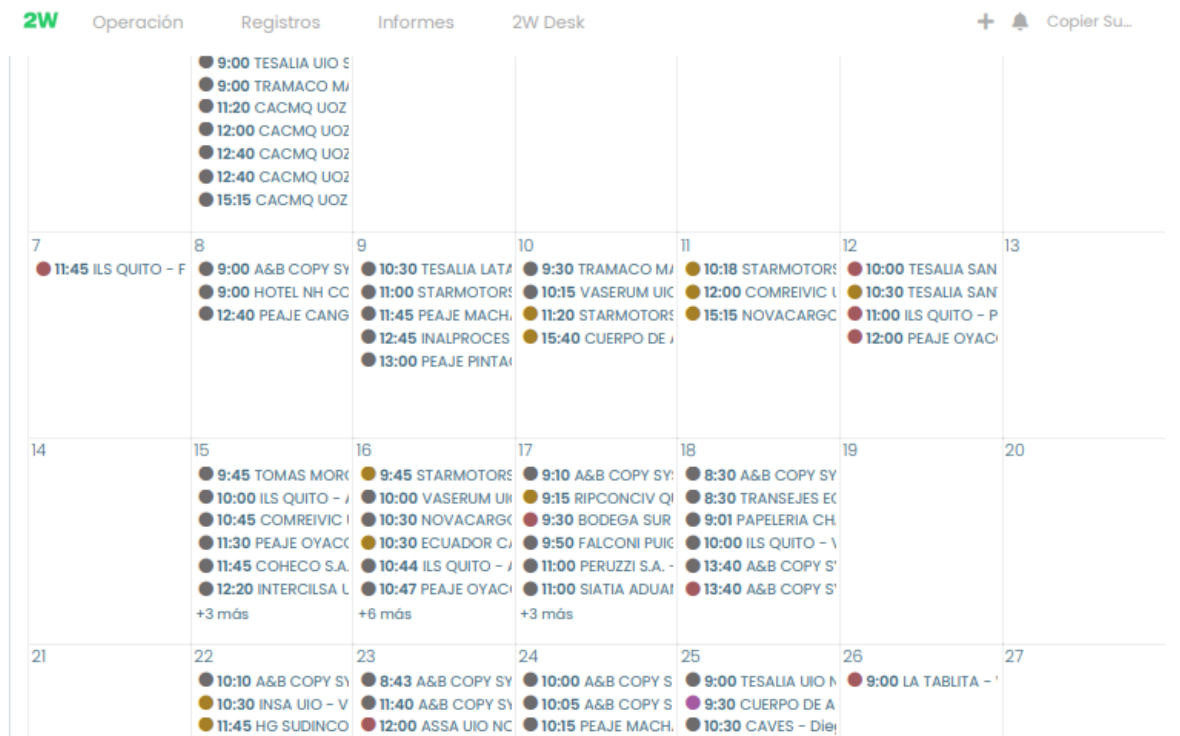 2W Operación Registros Informes 2W Desk Copier Su...
9:00 TESALIA UIO S
9:00 TRAMACO MA
11:20 CACMQ UOZ
12:00 CACMQ UOZ
12:40 CACMQ UOZ
12:40 CACMQ UOZ
15:15 CACMQ UOZ
7
11:45 ILS QUITO – F
8
9:00 A&B COPY SY
9:00 HOTEL NH CO
12:40 PEAJE CANG
9
10:30 TESALIA LATA
11:00 STARMOTORS
11:45 PEAJE MACH
12:45 INALPROCES
13:00 PEAJE PINTA
10
9:30 TRAMACO MA
10:15 VASERUM UIO
11:20 STARMOTORS
15:40 CUERPO DE
11
10:18 STARMOTORS
12:00 COMREIVIC U
15:15 NOVACARGO
12
10:00 TESALIA SAN
10:30 TESALIA SAN
11:00 ILS QUITO – P
12:00 PEAJE OYAC
13
14
15
9:45 TOMAS MOR
10:00 ILS QUITO –
10:45 COMREIVIC
11:30 PEAJE OYAC
11:45 COHECO S.A.
12:20 INTERCILSA U
+3 más
16
9:45 STARMOTORS
10:00 VASERUM UI
10:30 NOVACARG
10:30 ECUADOR C
10:44 ILS QUITO –
10:47 PEAJE OYAC
+6 más
17
9:10 A&B COPY SY
9:15 RIPCONCIV Q
9:30 BODEGA SUR
9:50 FALCONI PUIG
11:00 PERUZZI S.A. -
11:00 SIATIA ADUA
+3 más
18
8:30 A&B COPY SY
8:30 TRANSEJES EC
9:01 PAPELERIA CH
10:00 ILS QUITO – V
13:40 A&B COPY S
13:40 A&B COPY S
19
20
21
22
10:10 A&B COPY SY
10:30 INSA UIO – V
11:45 HG SUDINCO
23
8:43 A&B COPY SY
11:40 A&B COPY SY
12:00 ASSA UIO NO
24
10:00 A&B COPY S
10:05 A&B COPY S
10:15 PEAJE MACH
25
9:00 TESALIA UIO N
9:30 CUERPO DE A
10:30 CAVES – Die
26
9:00 LA TABLITA –
27